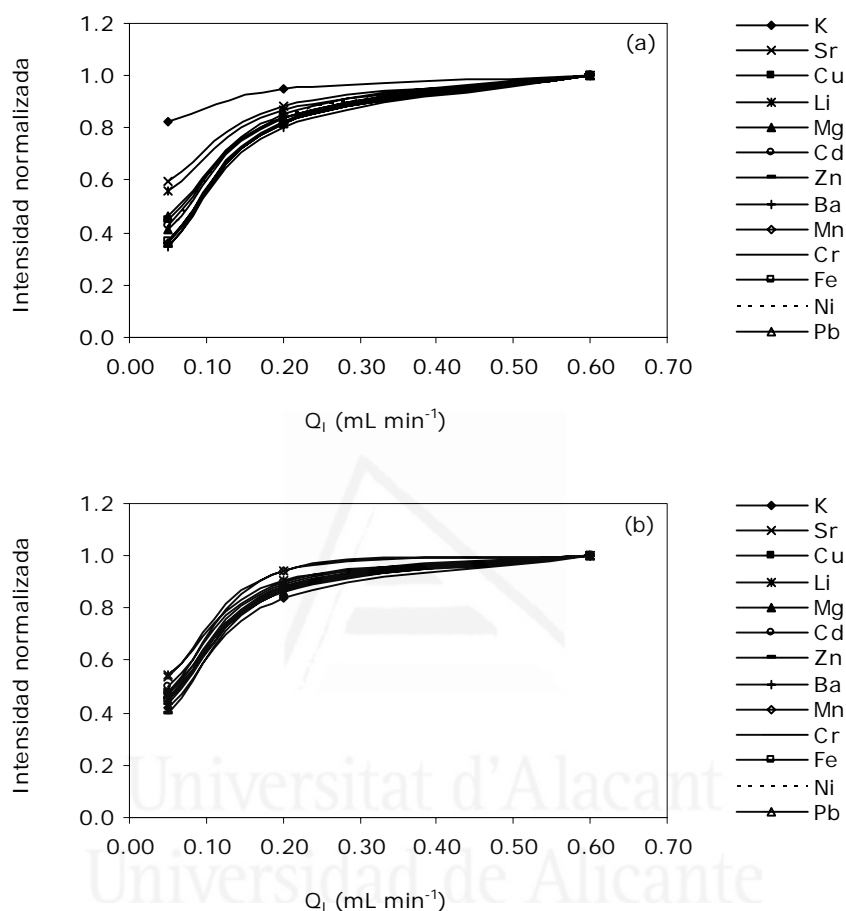 1.2
1.0
0.8
0.6
0.4
0.2
0.0
Intensidad normalizada
(a)
0.00 0.10 0.20 0.30 0.40 0.50 0.60 0.70
Q_l (mL min⁻¹)
K
Sr
Cu
Li
Mg
Cd
Zn
Ba
Mn
Cr
Fe
Ni
Pb
1.2
1.0
0.8
0.6
0.4
0.2
0.0
Intensidad normalizada
(b)
0.00 0.10 0.20 0.30 0.40 0.50 0.60 0.70
Q_l (mL min⁻¹)
K
Sr
Cu
Li
Mg
Cd
Zn
Ba
Mn
Cr
Fe
Ni
Pb
Universitat d'Alacant
Universidad de Alicante